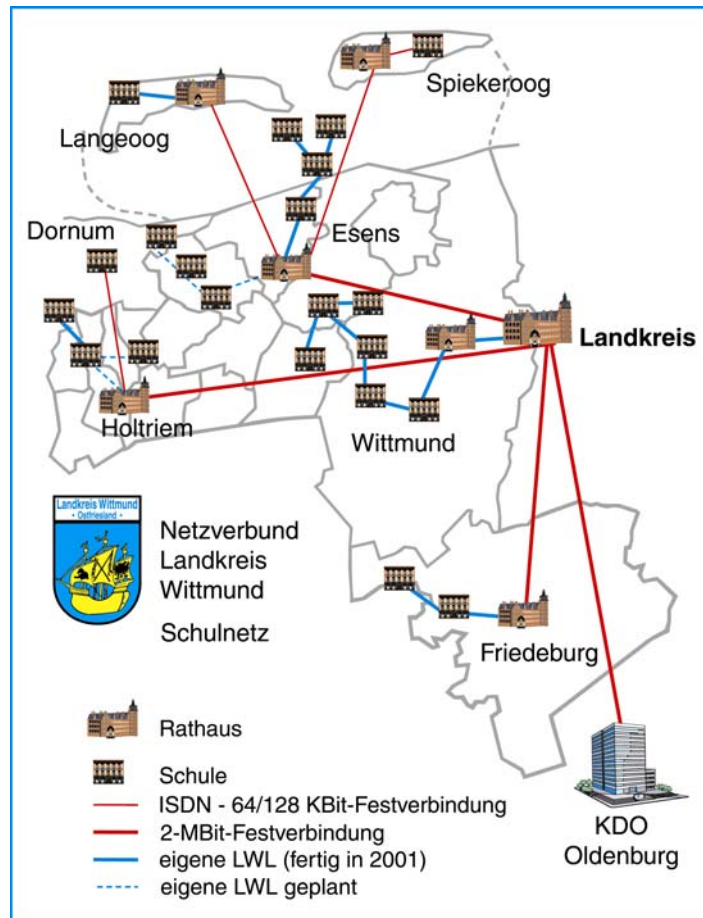 Spiekeroog
Langeoog
Dornum
Esens
Landkreis
Holtriem
Wittmund
Landkreis Wittmund
- Ostfriesland -
Netzverbund
Landkreis
Wittmund
Schulnetz
Friedeburg
Rathaus
Schule
ISDN - 64/128 KBit-Festverbindung
2-MBit-Festverbindung
eigene LWL (fertig in 2001)
eigene LWL geplant
KDO
Oldenburg